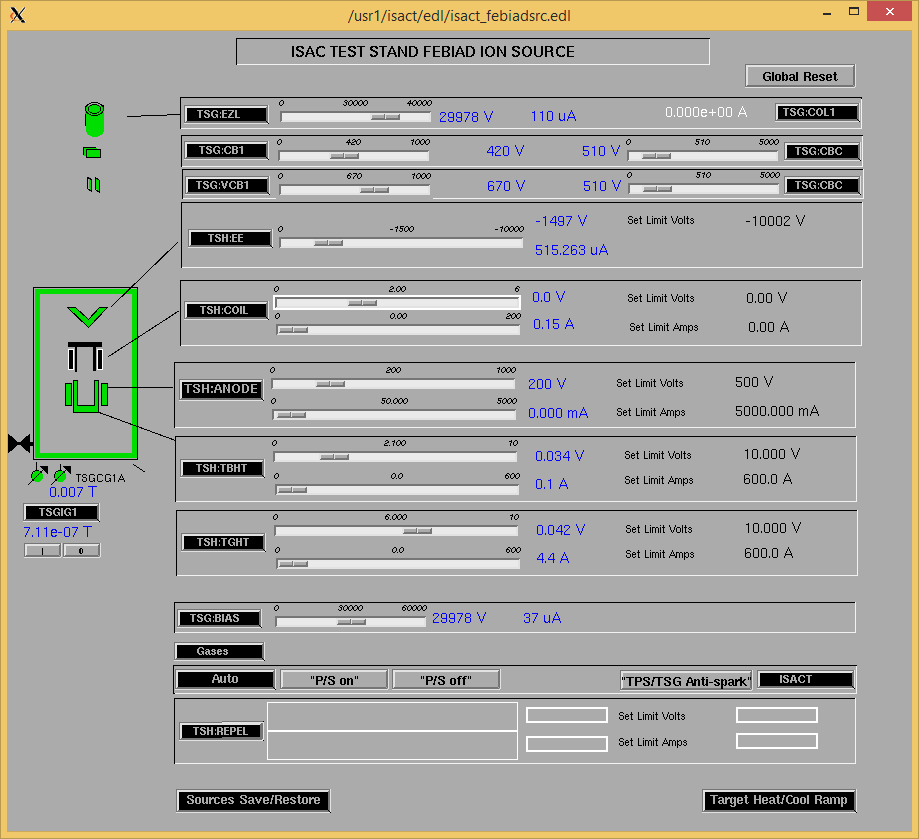 /usr1/isact/edl/isact_febiadsrc.edl
ISAC TEST STAND FEBIAD ION SOURCE
Global Reset
TSG:EZL 0 30000 40000 29978 V 110 uA 0.000e+00 A TSG:COL1
TSG:CB1 0 420 1000 420 V 510 V 0 510 5000 TSG:CBC
TSG:VCB1 0 670 1000 670 V 510 V 0 510 5000 TSG:CBC
TSH:EE 0 -1500 -10000 -1497 V Set Limit Volts -10002 V
515.263 uA
TSH:COIL 0 2.00 6 0.0 V Set Limit Volts 0.00 V
0 0.00 200 0.15 A Set Limit Amps 0.00 A
TSH:ANODE 0 200 1000 200 V Set Limit Volts 500 V
0 50.000 5000 0.000 mA Set Limit Amps 5000.000 mA
TSH:TBHT 0 2.100 10 0.034 V Set Limit Volts 10.000 V
0 0.0 600 0.1 A Set Limit Amps 600.0 A
TSGCG1A
0.007 T
TSGIG1
7.11e-07 T
I 0
TSH:TGHT 0 6.000 10 0.042 V Set Limit Volts 10.000 V
0 0.0 600 4.4 A Set Limit Amps 600.0 A
TSG:BIAS 0 30000 60000 29978 V 37 uA
Gases
Auto "P/S on" "P/S off" "TPS/TSG Anti-spark" ISACT
TSH:REPEL Set Limit Volts
Set Limit Amps
Sources Save/Restore Target Heat/Cool Ramp